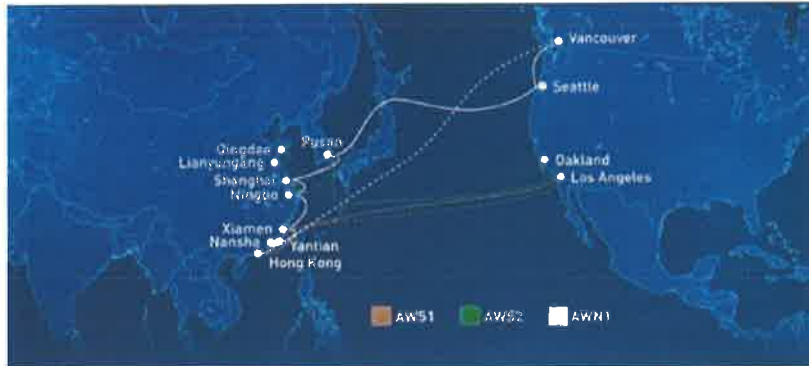 Vancouver
Seattle
Qingdao
Pusan
Lianyungang
Oakland
Shanghai
Los Angeles
Ningbo
Xiamen
Nansha
Yantian
Hong Kong
AWS1
AWS2
AWN1